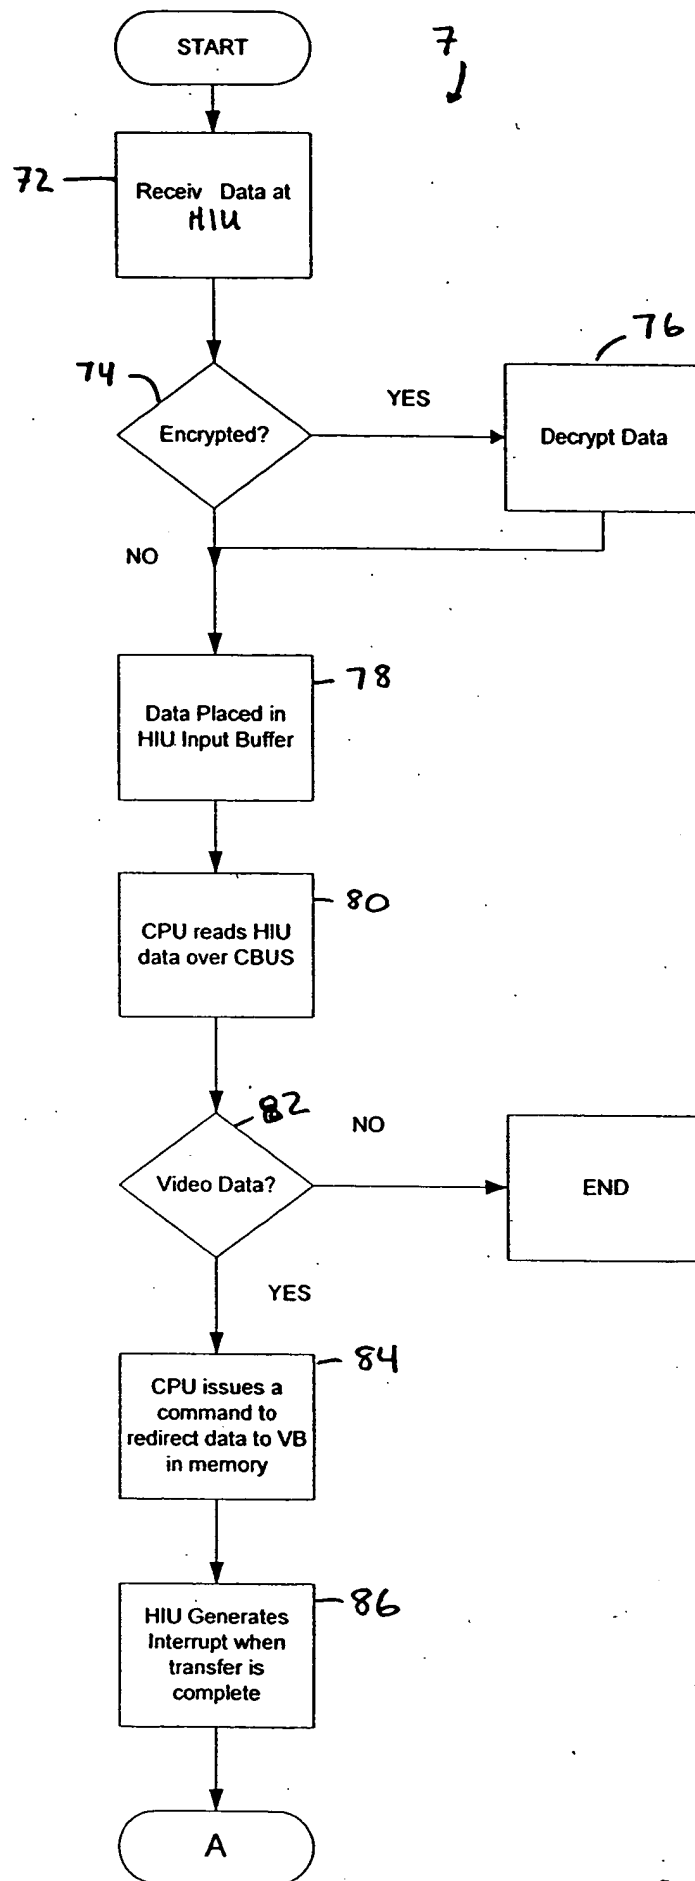 START
7
72
Receiv Data at
HIU
74
Encrypted?
YES
76
Decrypt Data
NO
78
Data Placed in
HIU Input Buffer
80
CPU reads HIU
data over CBUS
82
Video Data?
NO
END
YES
84
CPU issues a
command to
redirect data to VB
in memory
86
HIU Generates
Interrupt when
transfer is
complete
A